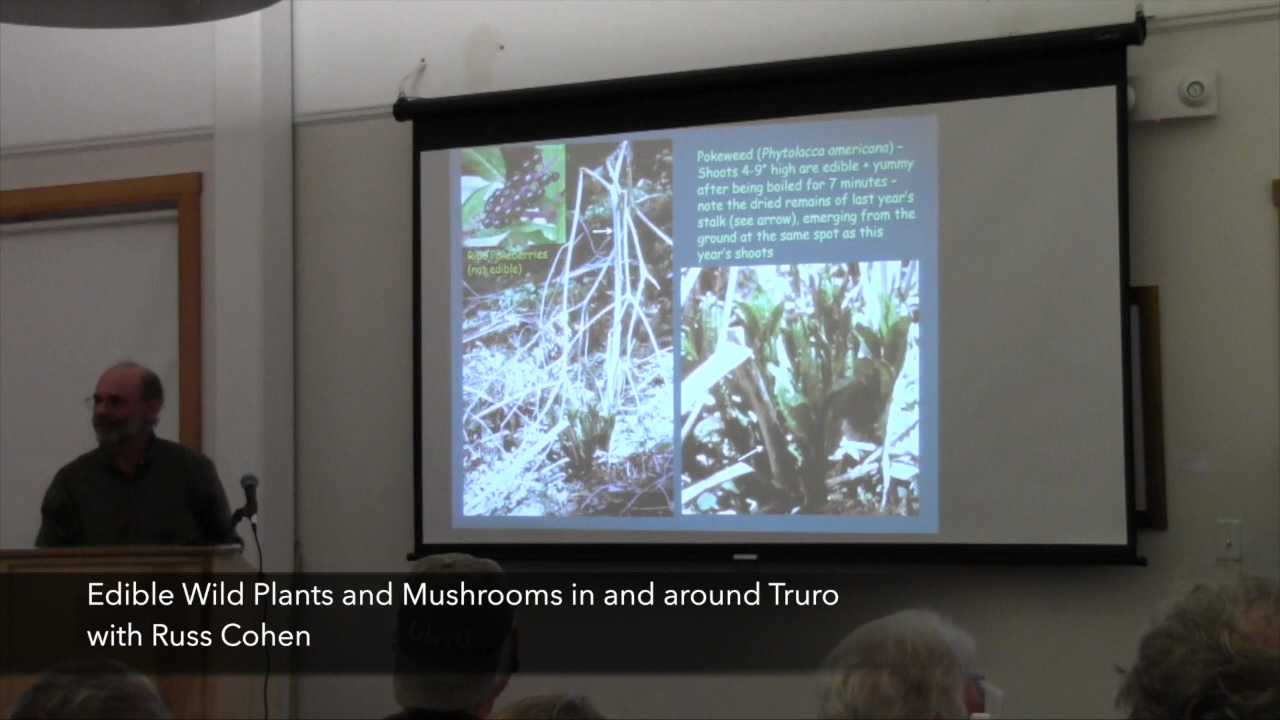 Pokeweed (Phytolacca americana) –
Shoots 4-9" high are edible + yummy
after being boiled for 7 minutes –
note the dried remains of last year's
stalk (see arrow), emerging from the
ground at the same spot as this
year's shoots
Ripe Pokeberries
(not edible)
Edible Wild Plants and Mushrooms in and around Truro
with Russ Cohen
Liberty